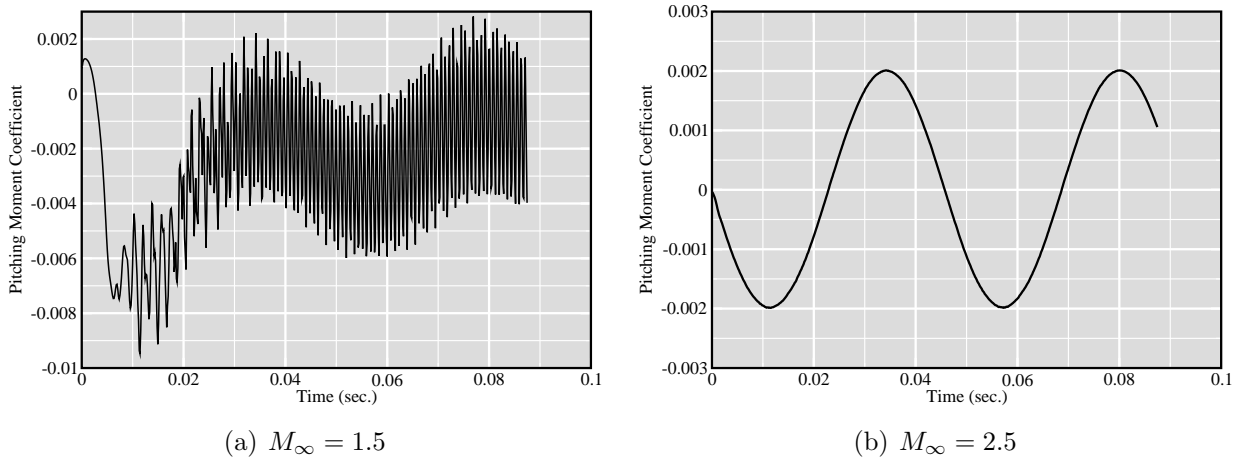 Pitching Moment Coefficient
0.002
0
-0.002
-0.004
-0.006
-0.008
-0.01
0 0.02 0.04 0.06 0.08 0.1
Time (sec.)
(a) M∞ = 1.5
Pitching Moment Coefficient
0.003
0.002
0.001
0
-0.001
-0.002
-0.003
0 0.02 0.04 0.06 0.08 0.1
Time (sec.)
(b) M∞ = 2.5